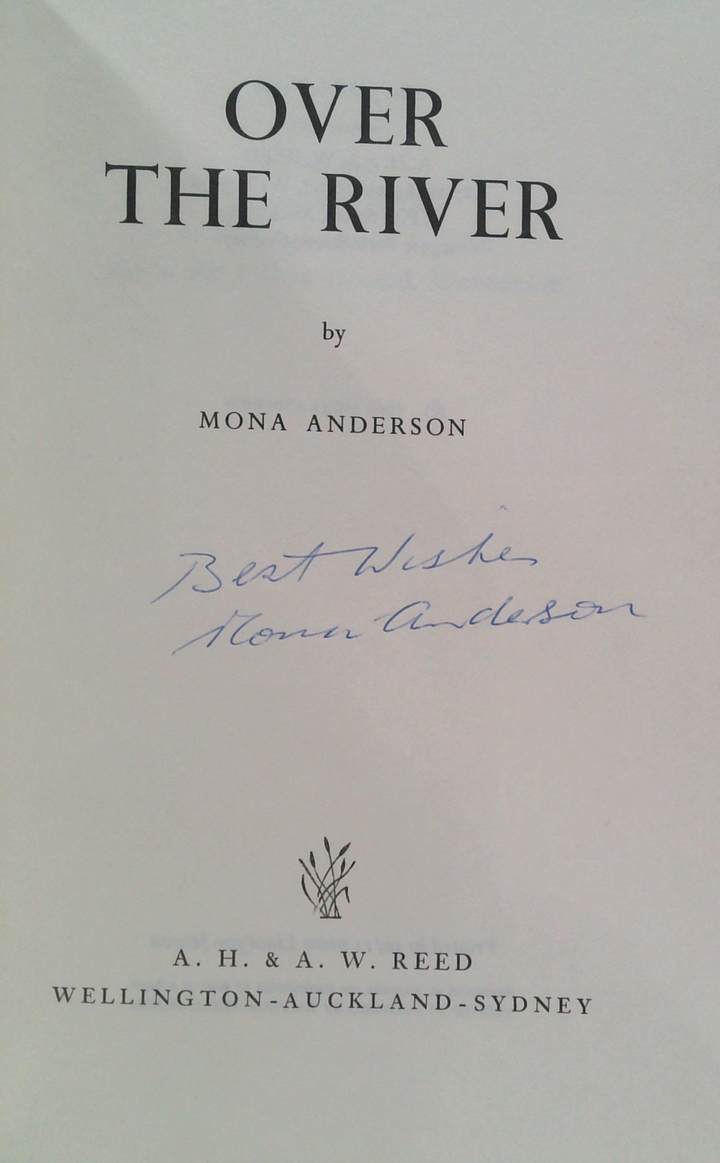 OVER
THE RIVER
by
MONA ANDERSON
Best Wishes
Mona Anderson
A. H. & A. W. REED
WELLINGTON-AUCKLAND-SYDNEY